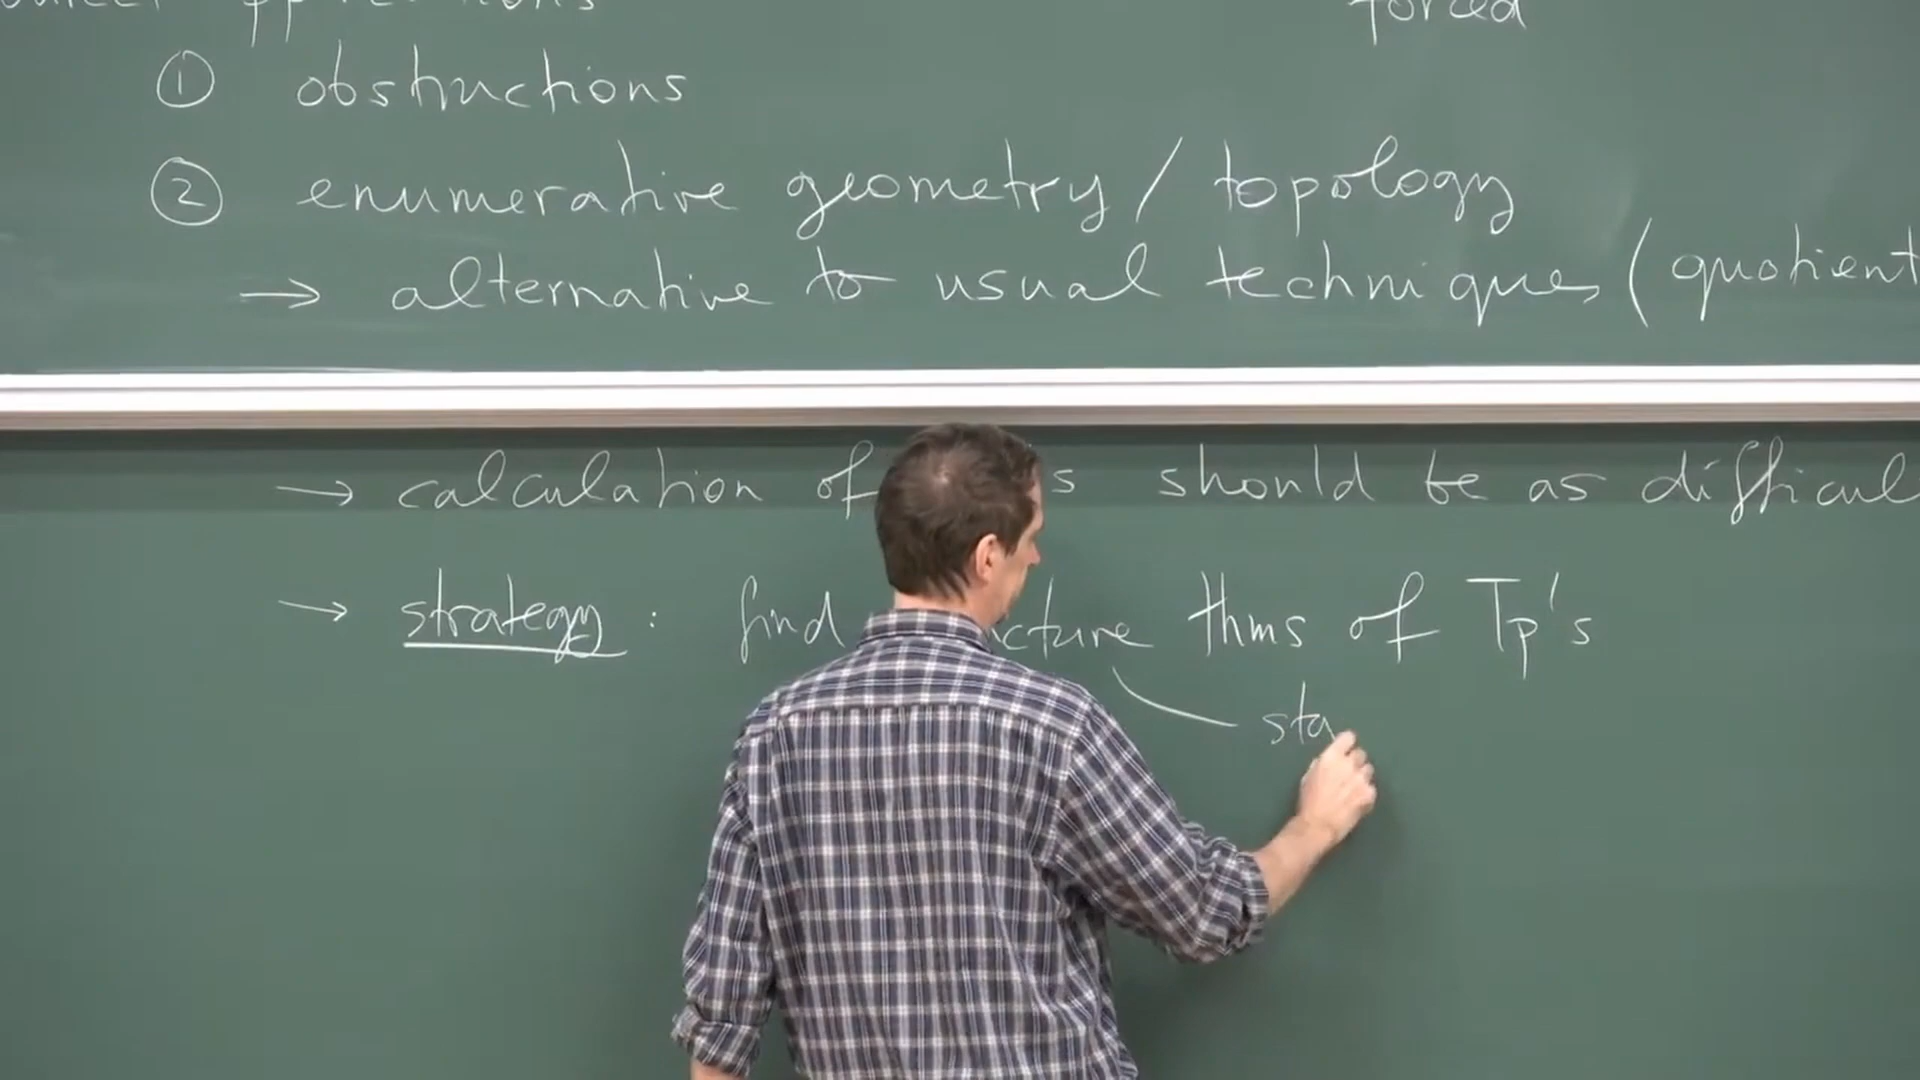 forced
① obstructions
② enumerative geometry / topology
→ alternative to usual techniques (quotient
→ calculation of s should be as difficul
→ strategy : find cture thms of Tp's
sta